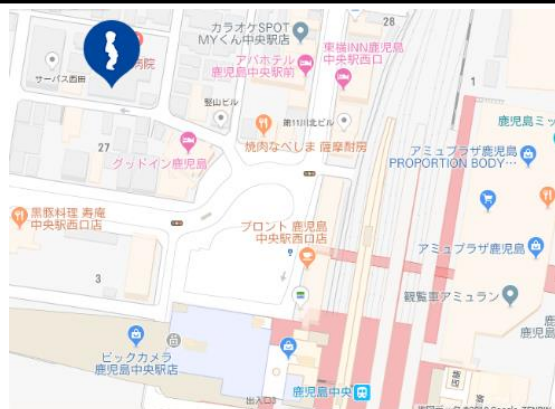 カラオケSPOT
MYくん中央駅店
28
東横INN鹿児島
中央駅西口
病院
アパホテル
鹿児島中央駅前
サーパス西田
1
竪山ビル
第11川北ビル
鹿児島ミッ
27
焼肉なべしま 薩摩耐房
アミュプラザ鹿児島
PROPORTION BODY…
グッドイン鹿児島
黒豚料理 寿庵
中央駅西口店
プロント 鹿児島
中央駅西口店
アミュプラザ鹿児島
3
観覧車アミュラン
鹿
鹿児島
ビックカメラ
鹿児島中央駅店
鹿児島中央